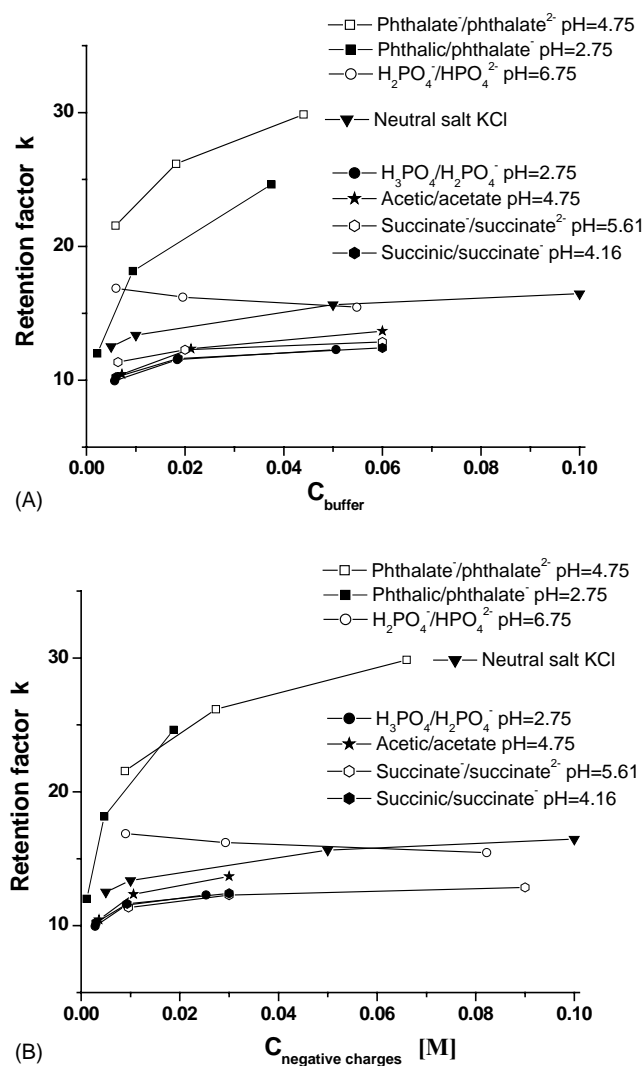 Phthalate⁻/phthalate²⁻ pH=4.75
Phthalic/phthalate⁻ pH=2.75
H₂PO₄⁻/HPO₄²⁻ pH=6.75
Neutral salt KCl
H₃PO₄/H₂PO₄⁻ pH=2.75
Acetic/acetate pH=4.75
Succinate⁻/succinate²⁻ pH=5.61
Succinic/succinate⁻ pH=4.16
Retention factor k
30
20
10
0.00 0.02 0.04 0.06 0.08 0.10
(A)
C buffer
Phthalate⁻/phthalate²⁻ pH=4.75
Phthalic/phthalate⁻ pH=2.75
H₂PO₄⁻/HPO₄²⁻ pH=6.75
Neutral salt KCl
H₃PO₄/H₂PO₄⁻ pH=2.75
Acetic/acetate pH=4.75
Succinate⁻/succinate²⁻ pH=5.61
Succinic/succinate⁻ pH=4.16
Retention factor k
30
20
10
0.00 0.02 0.04 0.06 0.08 0.10
(B)
C negative charges [M]